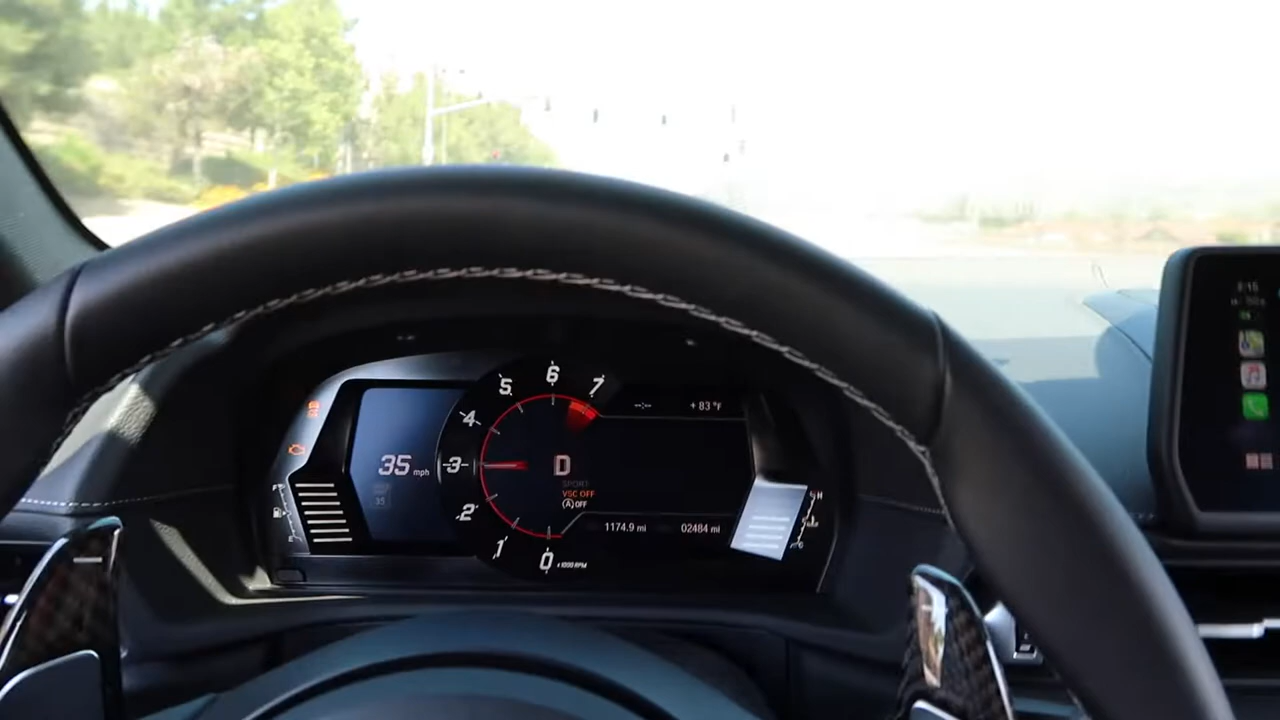 6
5
7
4
--:--
+83 °F
35 mph
3
D
SPORT
35
VSC OFF
OFF
F
H
2
1174.9 mi
02484 mi
1
E
C
0
x1000 RPM